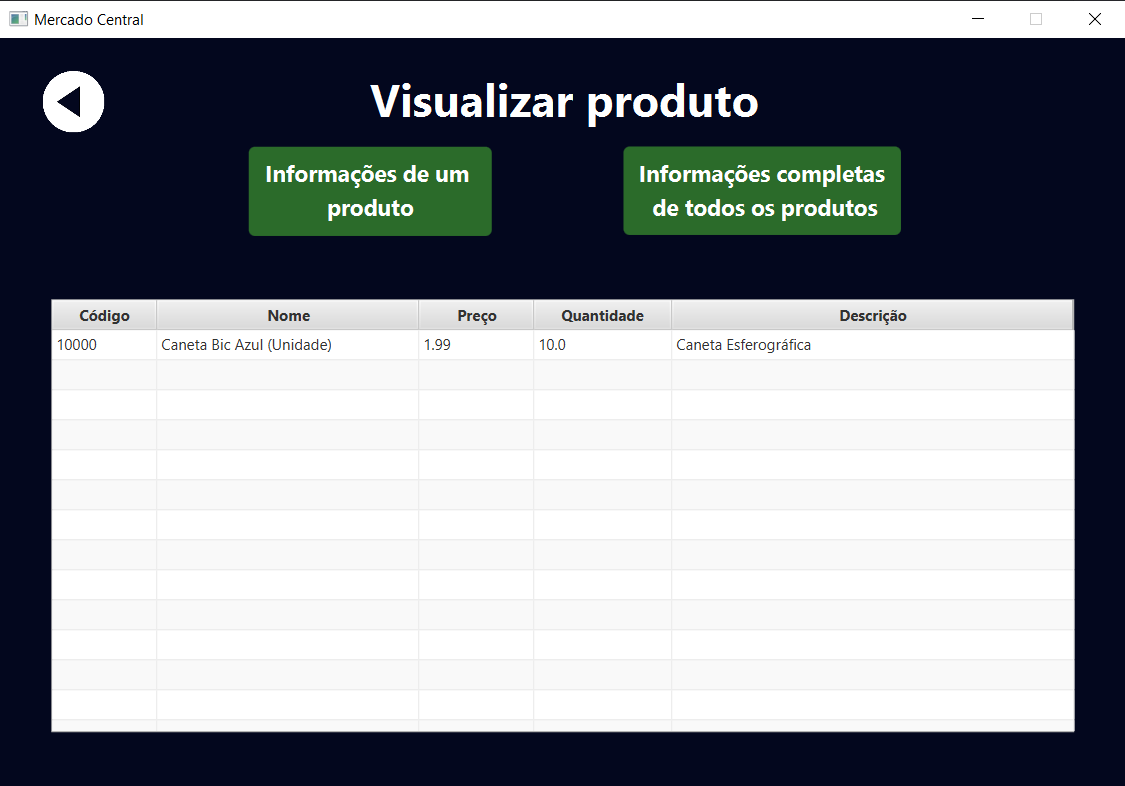 Mercado Central
Visualizar produto
Informações de um
produto
Informações completas
de todos os produtos
Código Nome Preço Quantidade Descrição
10000 Caneta Bic Azul (Unidade) 1.99 10.0 Caneta Esferográfica